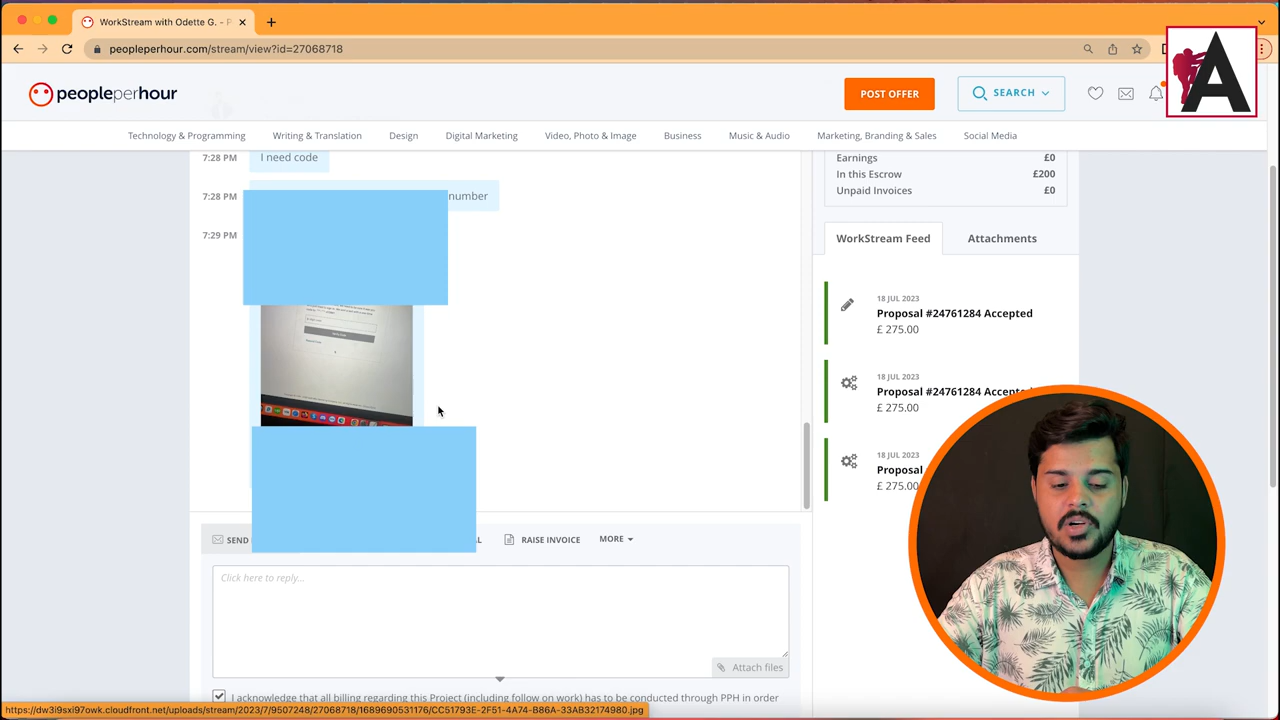 WorkStream with Odette G. - P
peopleperhour.com/stream/view?id=27068718
A
peopleperhour
POST OFFER
SEARCH
Technology & Programming
Writing & Translation
Design
Digital Marketing
Video, Photo & Image
Business
Music & Audio
Marketing, Branding & Sales
Social Media
7:28 PM
I need code
7:28 PM
number
7:29 PM
Earnings £0
In this Escrow £200
Unpaid Invoices £0
WorkStream Feed
Attachments
18 JUL 2023
Proposal #24761284 Accepted
£ 275.00
18 JUL 2023
Proposal #24761284 Accepted
£ 275.00
18 JUL 2023
Proposal
£ 275.00
SEND
RAISE INVOICE
MORE
Click here to reply...
Attach files
I acknowledge that all billing regarding this Project (including follow on work) has to be conducted through PPH in order
https://dw3i9sxi97owk.cloudfront.net/uploads/stream/2023/7/9507248/27068718/1689690531176/CC51793E-2F51-4A74-B86A-33AB32174980.jpg